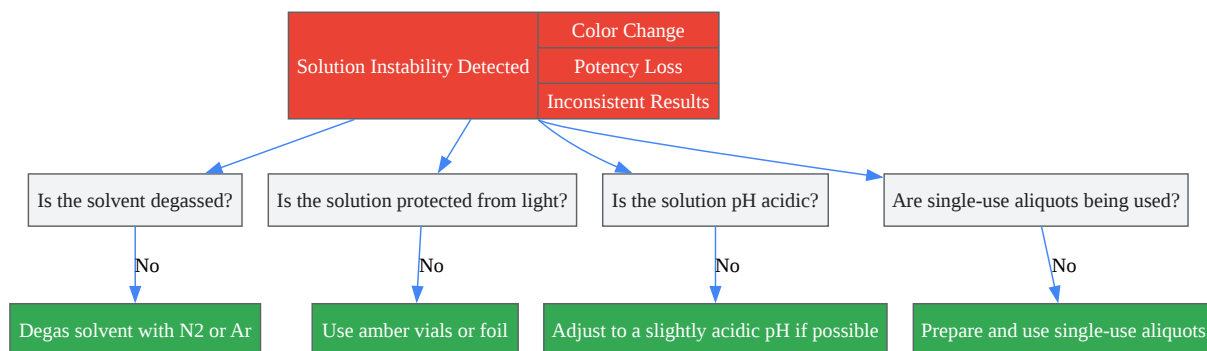 Solution Instability Detected
Color Change
Potency Loss
Inconsistent Results
Is the solvent degassed?
Is the solution protected from light?
Is the solution pH acidic?
Are single-use aliquots being used?
No
No
No
No
Degas solvent with N2 or Ar
Use amber vials or foil
Adjust to a slightly acidic pH if possible
Prepare and use single-use aliquots